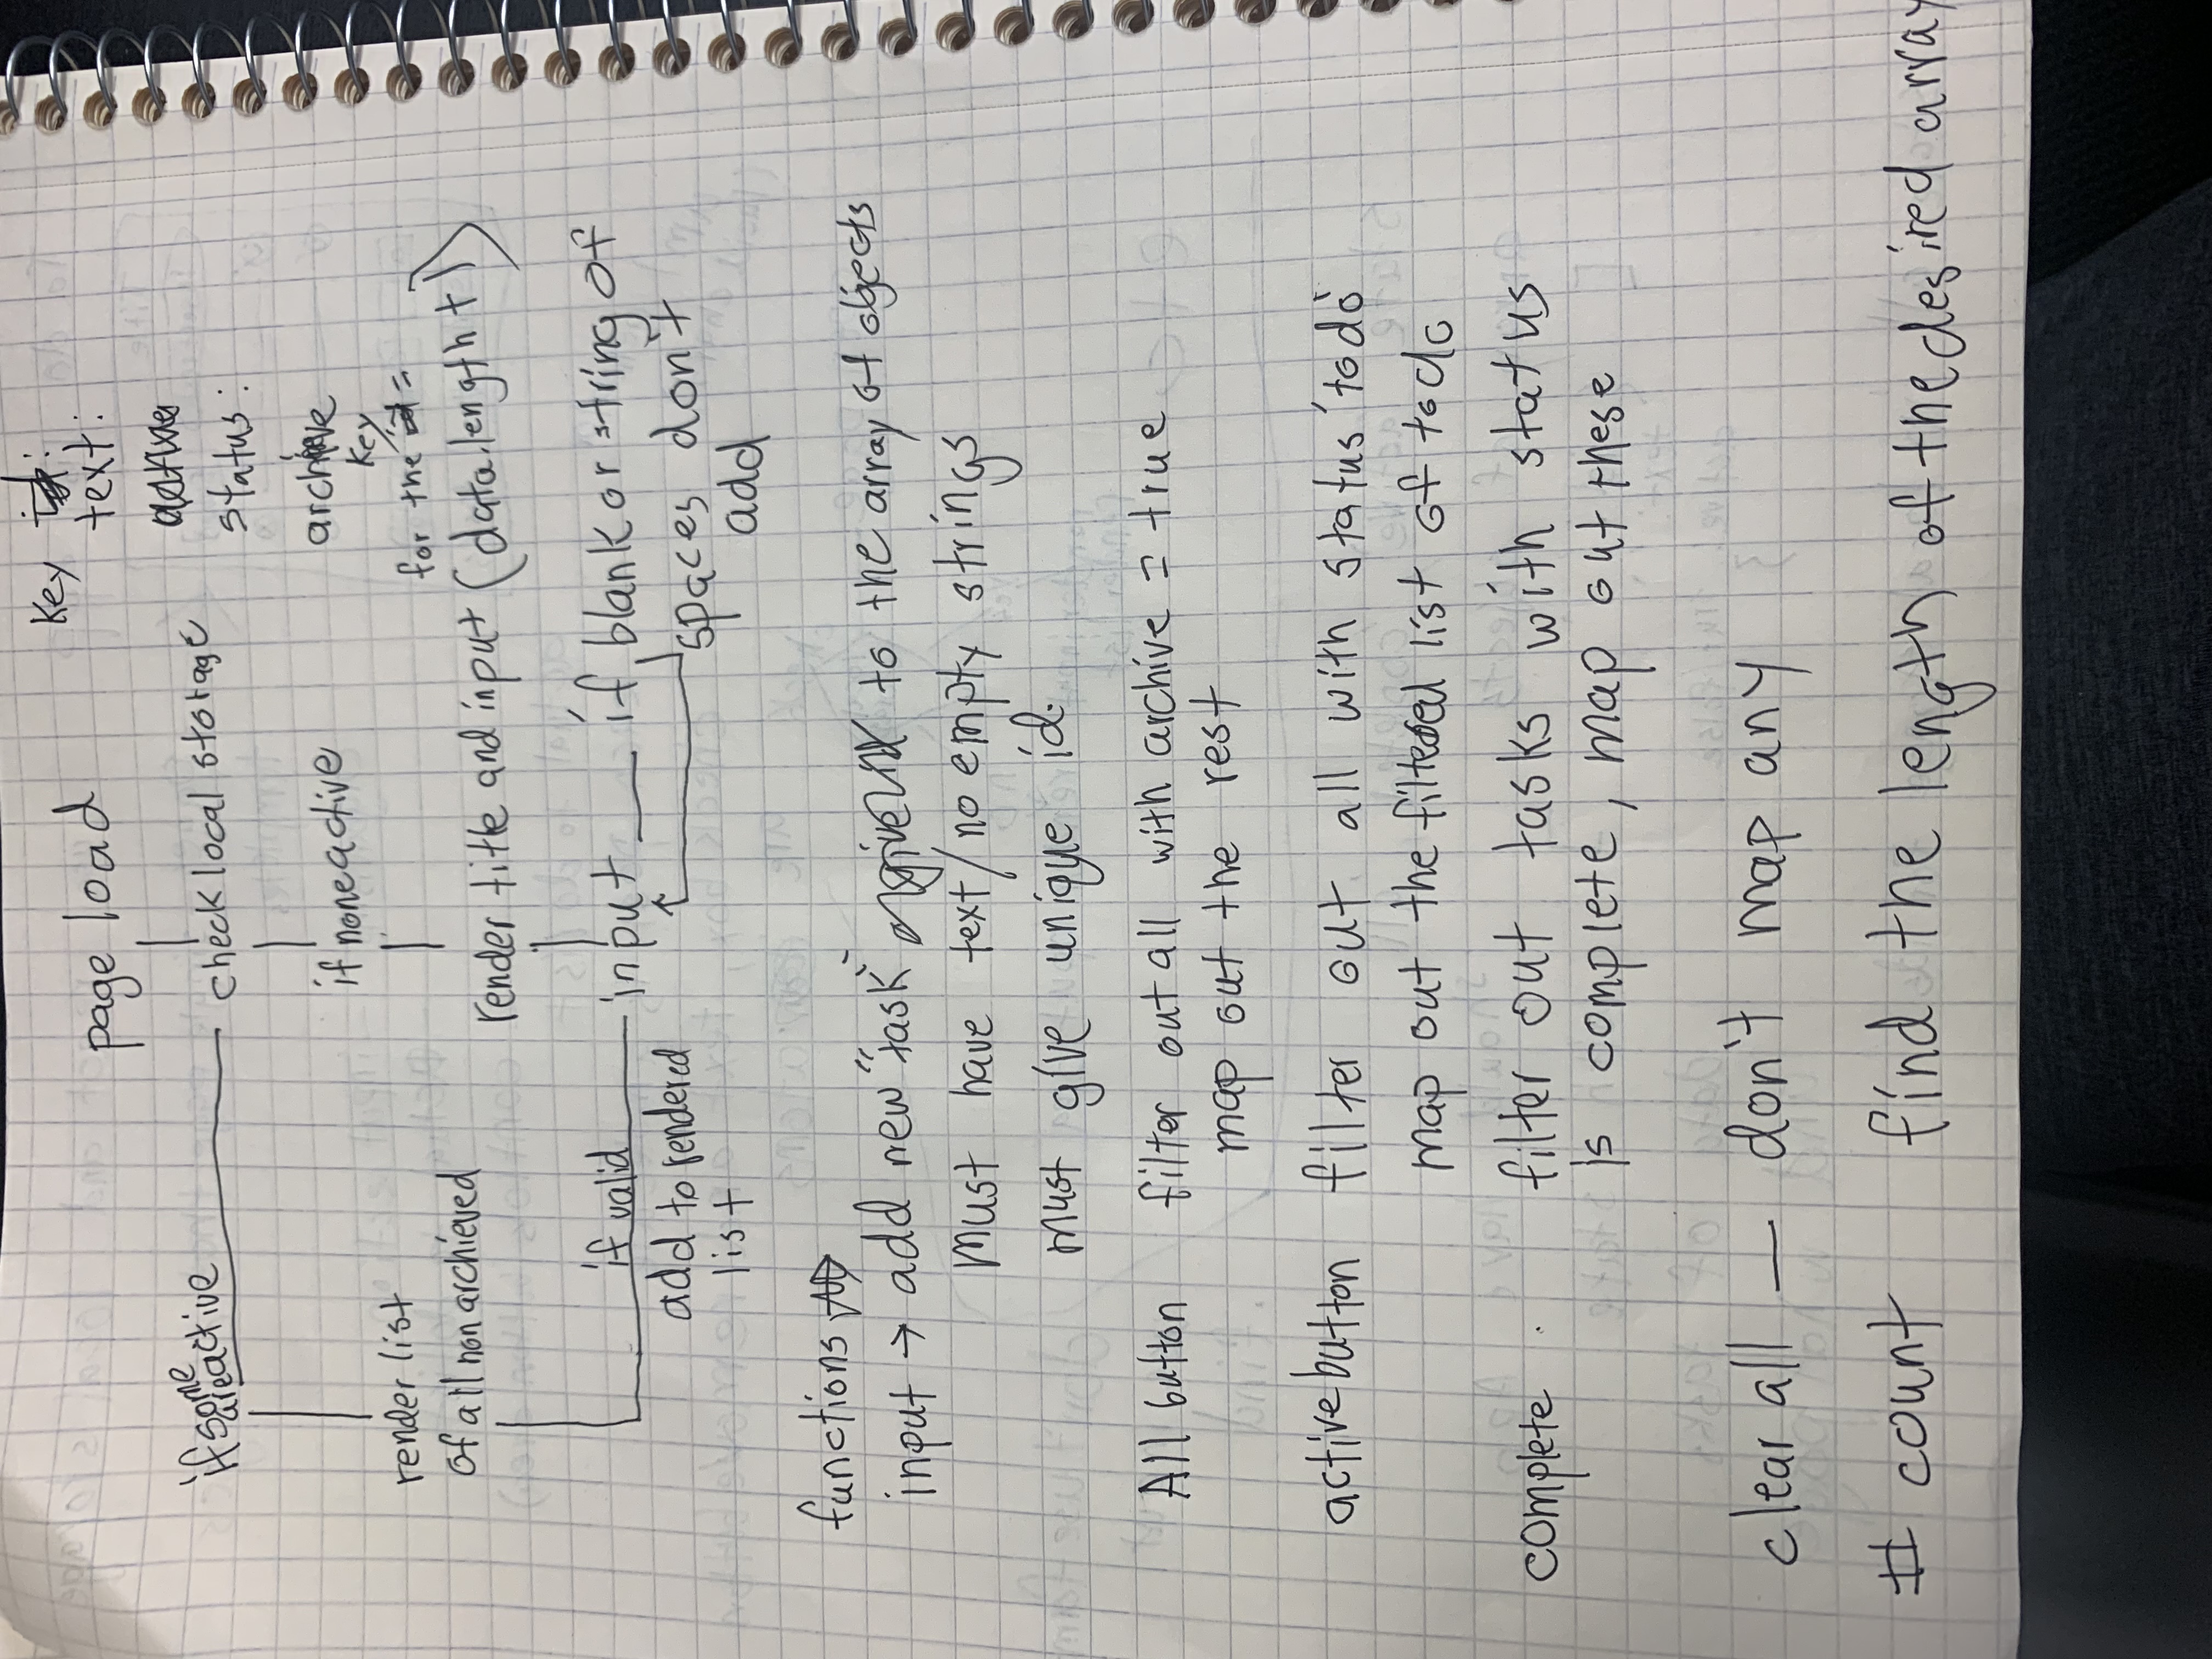 page load
Key id:
text:
active
status:
archive
if some are active
check local storage
if none active
render list
of all non archieved
Key
for the id =
render title and input (data.length + 1)
if valid
input
if blank or string of
spaces don't
add
add to rendered
list
functions
input → add new "task" to the array of objects
must have text/no empty strings
must give unique id.
All button filter out all with archive = true
map out the rest
active button filter out all with status 'todo'
map out the filtered list of todo
complete filter out tasks with status
is complete, map out these
clear all — don't map any
# count find the length of the desired array